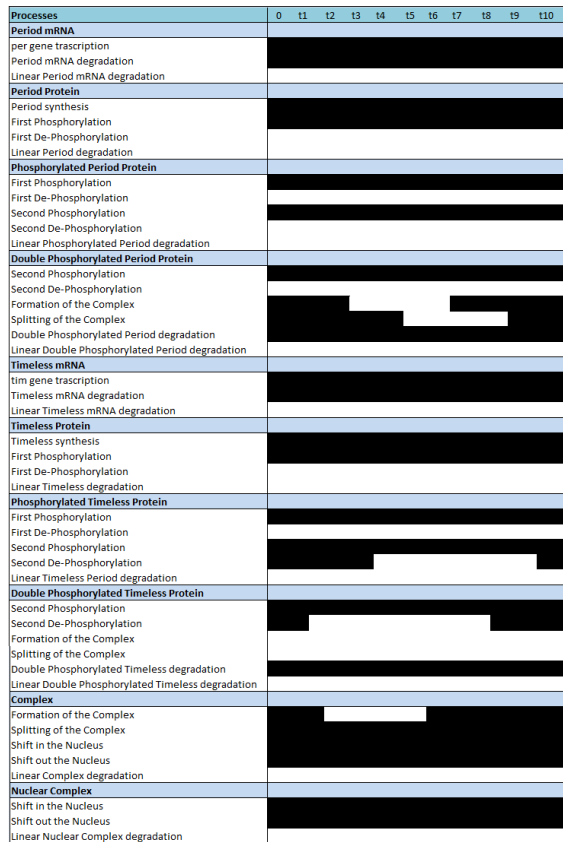 Processes 0 t1 t2 t3 t4 t5 t6 t7 t8 t9 t10
Period mRNA
per gene trascription
Period mRNA degradation
Linear Period mRNA degradation
Period Protein
Period synthesis
First Phosphorylation
First De-Phosphorylation
Linear Period degradation
Phosphorylated Period Protein
First Phosphorylation
First De-Phosphorylation
Second Phosphorylation
Second De-Phosphorylation
Linear Phosphorylated Period degradation
Double Phosphorylated Period Protein
Second Phosphorylation
Second De-Phosphorylation
Formation of the Complex
Splitting of the Complex
Double Phosphorylated Period degradation
Linear Double Phosphorylated Period degradation
Timeless mRNA
tim gene trascription
Timeless mRNA degradation
Linear Timeless mRNA degradation
Timeless Protein
Timeless synthesis
First Phosphorylation
First De-Phosphorylation
Linear Timeless degradation
Phosphorylated Timeless Protein
First Phosphorylation
First De-Phosphorylation
Second Phosphorylation
Second De-Phosphorylation
Linear Timeless Period degradation
Double Phosphorylated Timeless Protein
Second Phosphorylation
Second De-Phosphorylation
Formation of the Complex
Splitting of the Complex
Double Phosphorylated Timeless degradation
Linear Double Phosphorylated Timeless degradation
Complex
Formation of the Complex
Splitting of the Complex
Shift in the Nucleus
Shift out the Nucleus
Linear Complex degradation
Nuclear Complex
Shift in the Nucleus
Shift out the Nucleus
Linear Nuclear Complex degradation